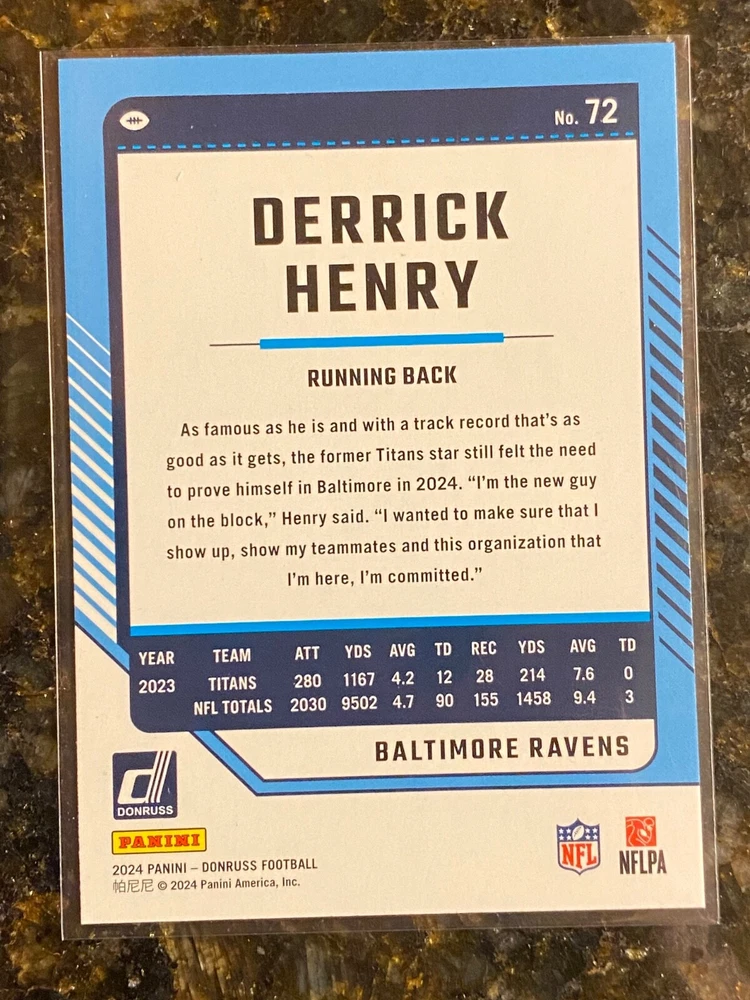 No. 72
DERRICK
HENRY
RUNNING BACK
As famous as he is and with a track record that's as
good as it gets, the former Titans star still felt the need
to prove himself in Baltimore in 2024. “I'm the new guy
on the block,” Henry said. “I wanted to make sure that I
show up, show my teammates and this organization that
I'm here, I'm committed.”
YEAR TEAM ATT YDS AVG TD REC YDS AVG TD
2023 TITANS 280 1167 4.2 12 28 214 7.6 0
NFL TOTALS 2030 9502 4.7 90 155 1458 9.4 3
BALTIMORE RAVENS
d
DONRUSS
PANINI
NFL
NFLPA
2024 PANINI – DONRUSS FOOTBALL
帕尼尼 © 2024 Panini America, Inc.